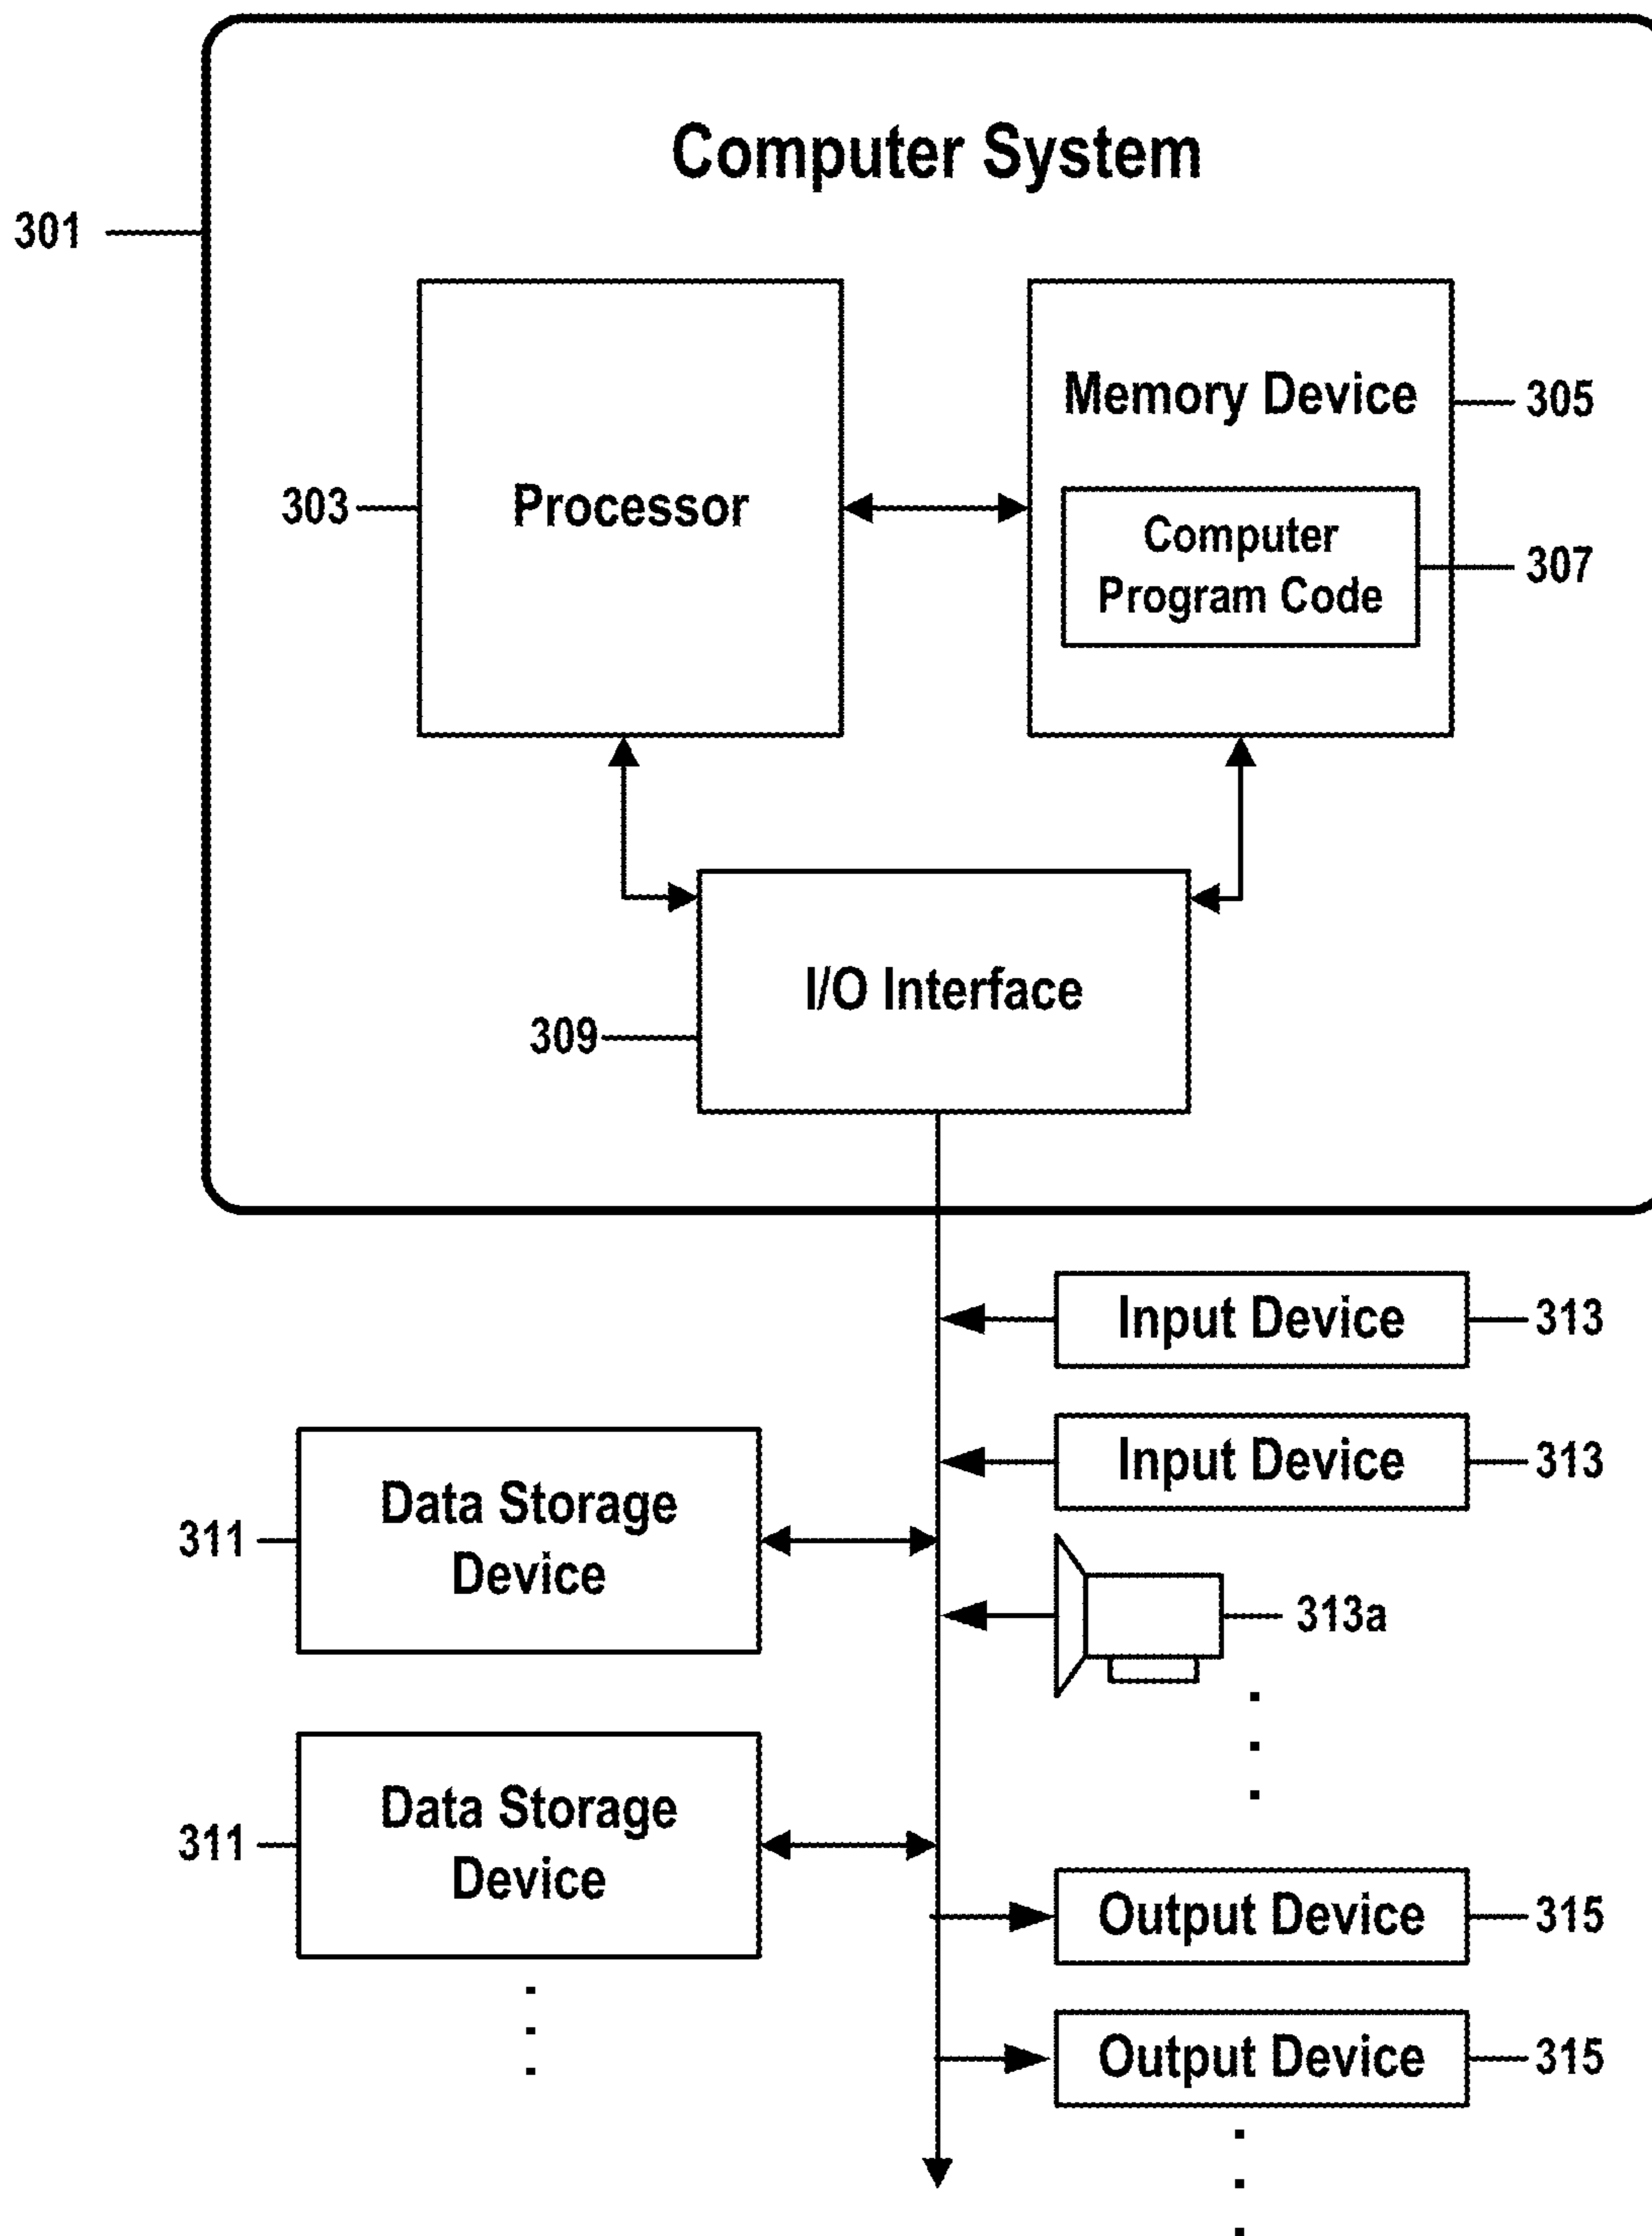 Computer System
301
Processor
303
Memory Device
305
Computer
Program Code
307
I/O Interface
309
Input Device
313
Input Device
313
Data Storage
Device
311
313a
Data Storage
Device
311
Output Device
315
Output Device
315